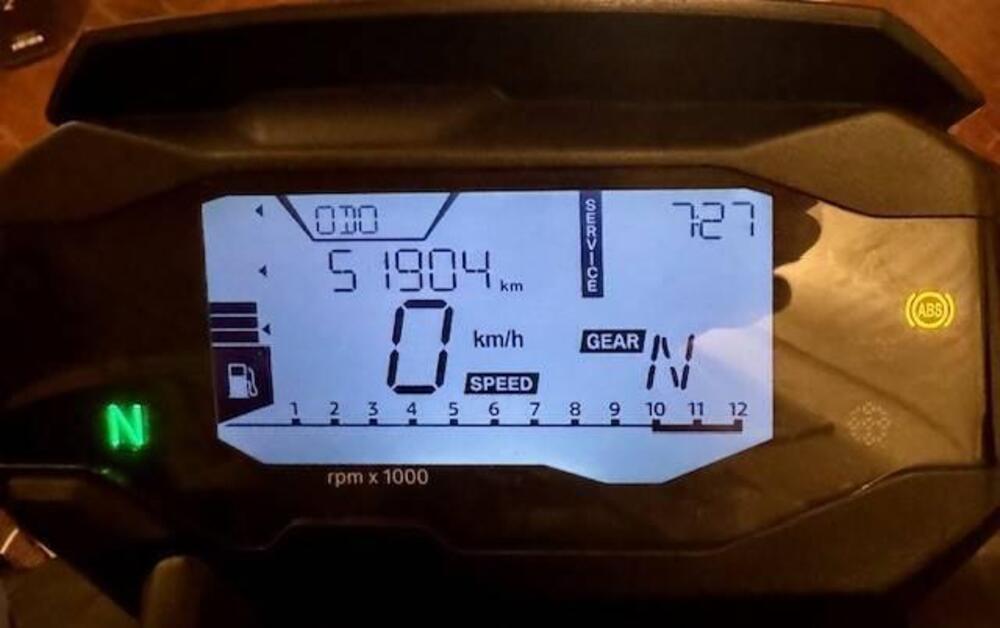 ODO
7:27
SERVICE
51904 km
ABS
0 km/h
GEAR N
SPEED
N
1 2 3 4 5 6 7 8 9 10 11 12
rpm x 1000